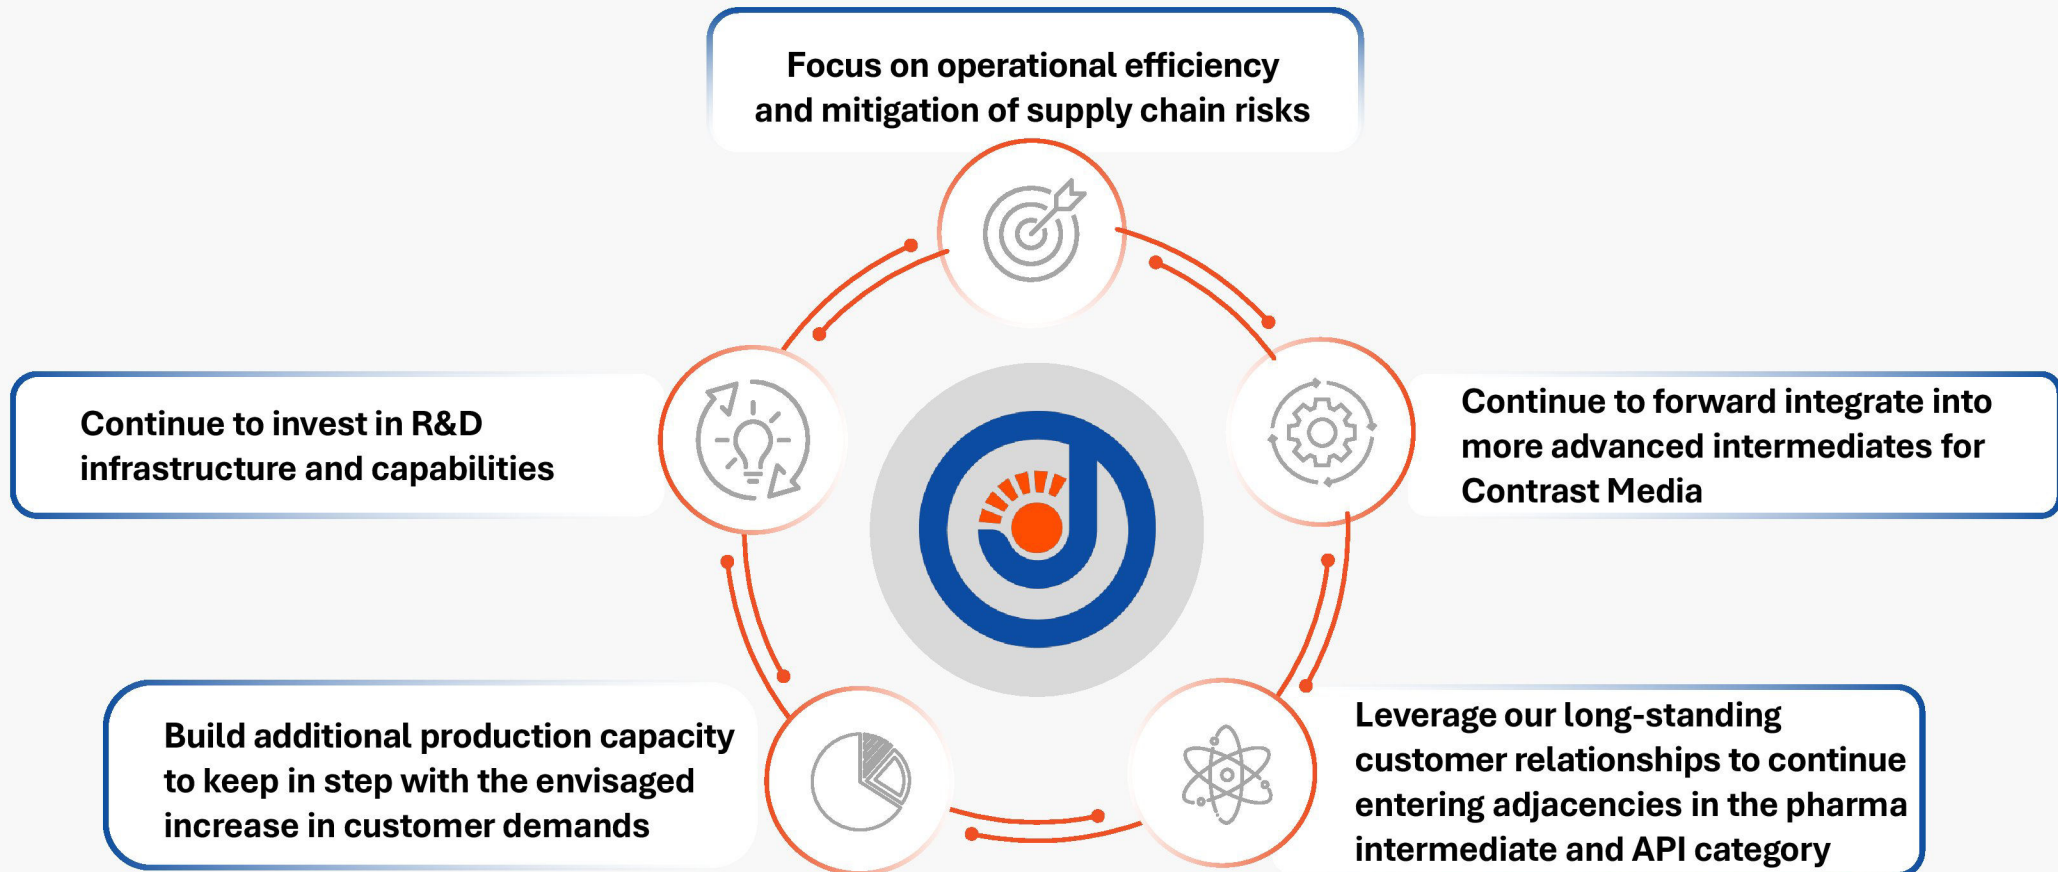 Focus on operational efficiency
and mitigation of supply chain risks
Continue to invest in R&D
infrastructure and capabilities
Continue to forward integrate into
more advanced intermediates for
Contrast Media
Build additional production capacity
to keep in step with the envisaged
increase in customer demands
Leverage our long-standing
customer relationships to continue
entering adjacencies in the pharma
intermediate and API category